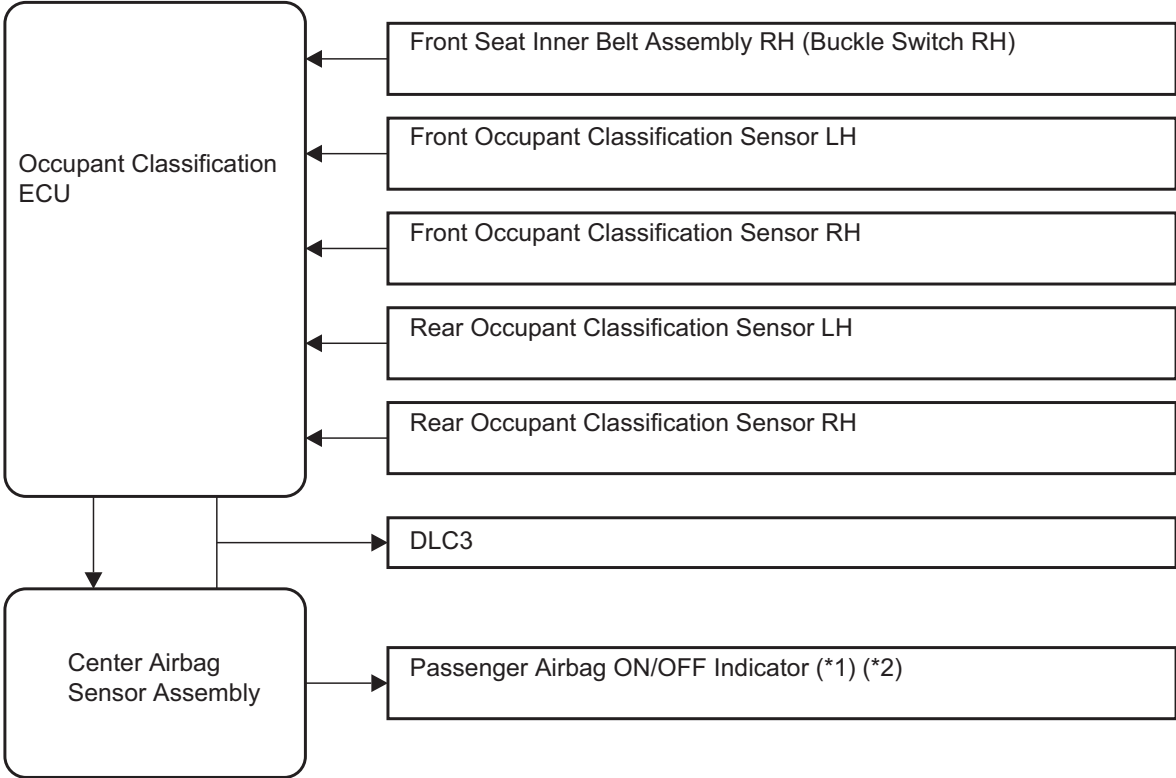 Front Seat Inner Belt Assembly RH (Buckle Switch RH)
Front Occupant Classification Sensor LH
Occupant Classification
ECU
Front Occupant Classification Sensor RH
Rear Occupant Classification Sensor LH
Rear Occupant Classification Sensor RH
DLC3
Center Airbag
Sensor Assembly
Passenger Airbag ON/OFF Indicator (*1) (*2)